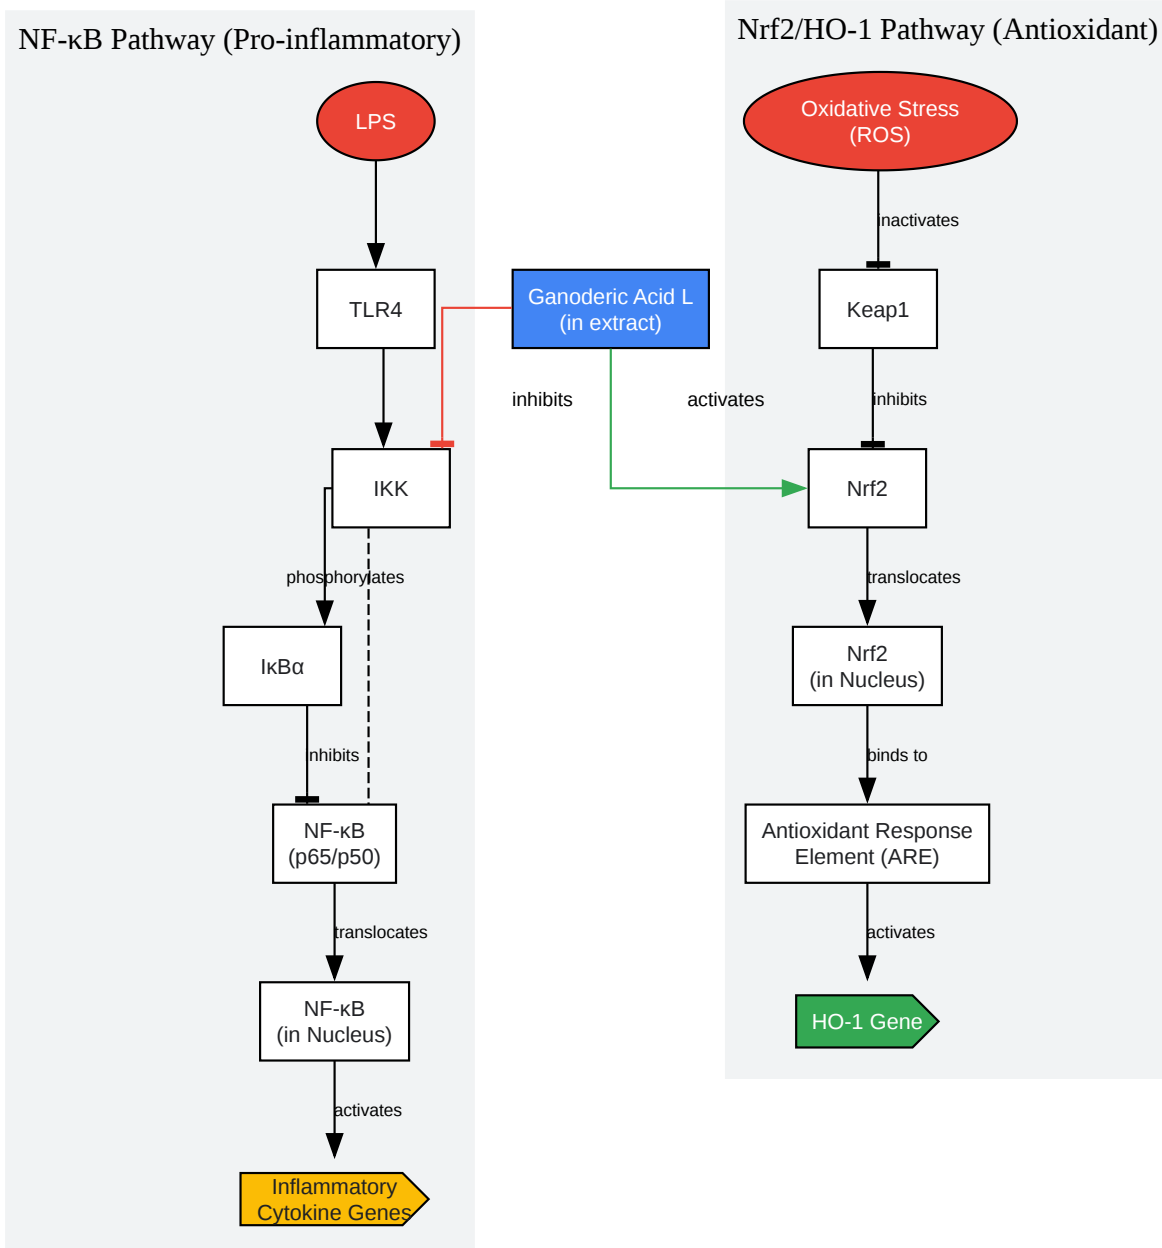 NF-κB Pathway (Pro-inflammatory)
LPS
TLR4
IKK
phosphorylates
IκBα
inhibits
NF-κB
(p65/p50)
translocates
NF-κB
(in Nucleus)
activates
Inflammatory
Cytokine Genes
Ganoderic Acid L
(in extract)
inhibits
activates
Nrf2/HO-1 Pathway (Antioxidant)
Oxidative Stress
(ROS)
inactivates
Keap1
inhibits
Nrf2
translocates
Nrf2
(in Nucleus)
binds to
Antioxidant Response
Element (ARE)
activates
HO-1 Gene